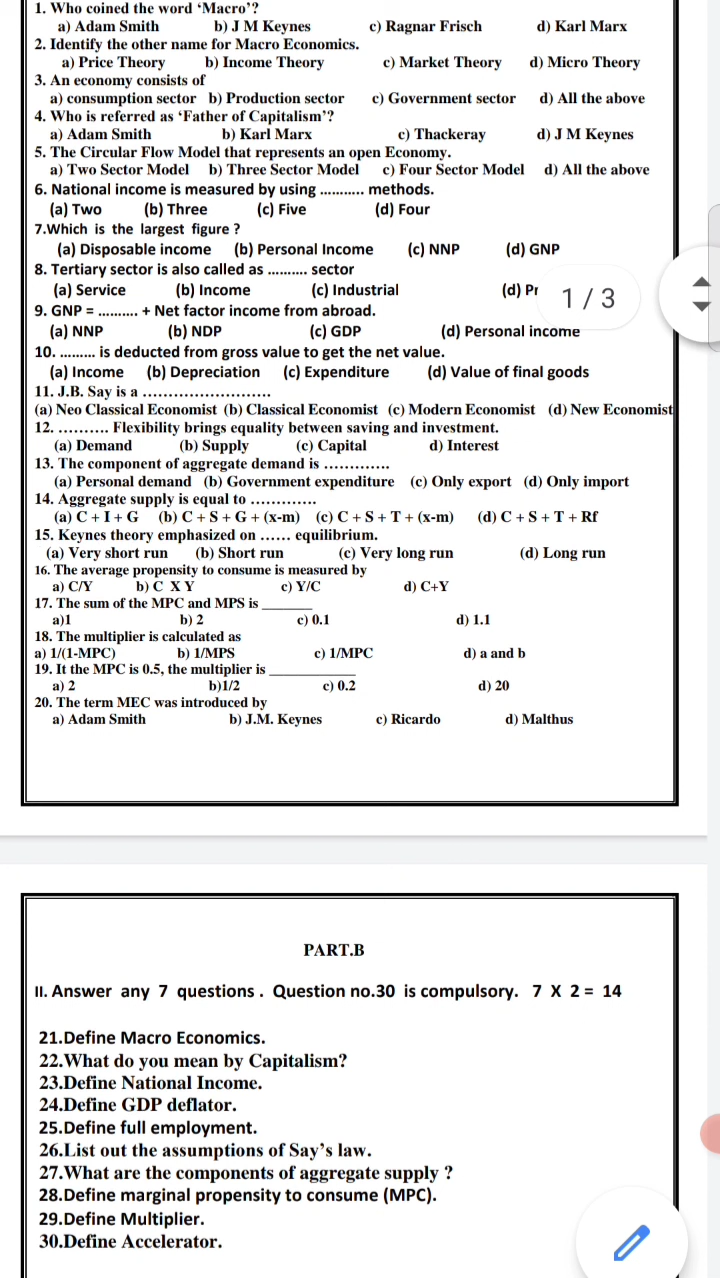 1. Who coined the word ‘Macro’?
a) Adam Smith b) J M Keynes c) Ragnar Frisch d) Karl Marx
2. Identify the other name for Macro Economics.
a) Price Theory b) Income Theory c) Market Theory d) Micro Theory
3. An economy consists of
a) consumption sector b) Production sector c) Government sector d) All the above
4. Who is referred as ‘Father of Capitalism’?
a) Adam Smith b) Karl Marx c) Thackeray d) J M Keynes
5. The Circular Flow Model that represents an open Economy.
a) Two Sector Model b) Three Sector Model c) Four Sector Model d) All the above
6. National income is measured by using ........... methods.
(a) Two (b) Three (c) Five (d) Four
7.Which is the largest figure ?
(a) Disposable income (b) Personal Income (c) NNP (d) GNP
8. Tertiary sector is also called as .......... sector
(a) Service (b) Income (c) Industrial (d) Pr
1 / 3
9. GNP = .......... + Net factor income from abroad.
(a) NNP (b) NDP (c) GDP (d) Personal income
10. ......... is deducted from gross value to get the net value.
(a) Income (b) Depreciation (c) Expenditure (d) Value of final goods
11. J.B. Say is a …………………….
(a) Neo Classical Economist (b) Classical Economist (c) Modern Economist (d) New Economist
12. ………. Flexibility brings equality between saving and investment.
(a) Demand (b) Supply (c) Capital d) Interest
13. The component of aggregate demand is ………….
(a) Personal demand (b) Government expenditure (c) Only export (d) Only import
14. Aggregate supply is equal to ………….
(a) C + I + G (b) C + S + G + (x-m) (c) C + S + T + (x-m) (d) C + S + T + Rf
15. Keynes theory emphasized on …… equilibrium.
(a) Very short run (b) Short run (c) Very long run (d) Long run
16. The average propensity to consume is measured by
a) C/Y b) C X Y c) Y/C d) C+Y
17. The sum of the MPC and MPS is _______
a)1 b) 2 c) 0.1 d) 1.1
18. The multiplier is calculated as
a) 1/(1-MPC) b) 1/MPS c) 1/MPC d) a and b
19. It the MPC is 0.5, the multiplier is ____________
a) 2 b)1/2 c) 0.2 d) 20
20. The term MEC was introduced by
a) Adam Smith b) J.M. Keynes c) Ricardo d) Malthus
PART.B
II. Answer any 7 questions . Question no.30 is compulsory. 7 X 2 = 14
21.Define Macro Economics.
22.What do you mean by Capitalism?
23.Define National Income.
24.Define GDP deflator.
25.Define full employment.
26.List out the assumptions of Say’s law.
27.What are the components of aggregate supply ?
28.Define marginal propensity to consume (MPC).
29.Define Multiplier.
30.Define Accelerator.